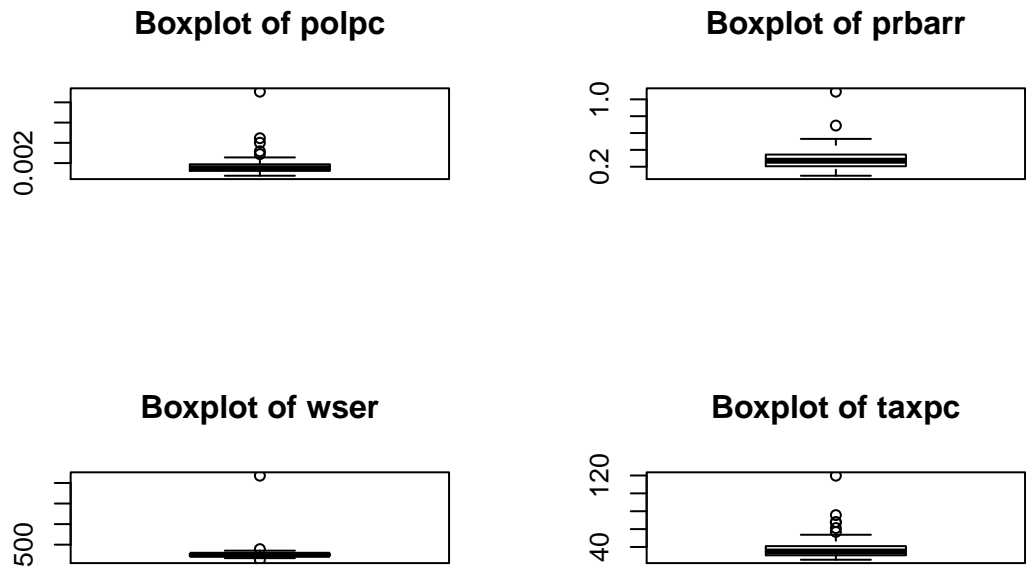 Boxplot of polpc
0.002
Boxplot of prbarr
1.0
0.2
Boxplot of wser
500
Boxplot of taxpc
120
40